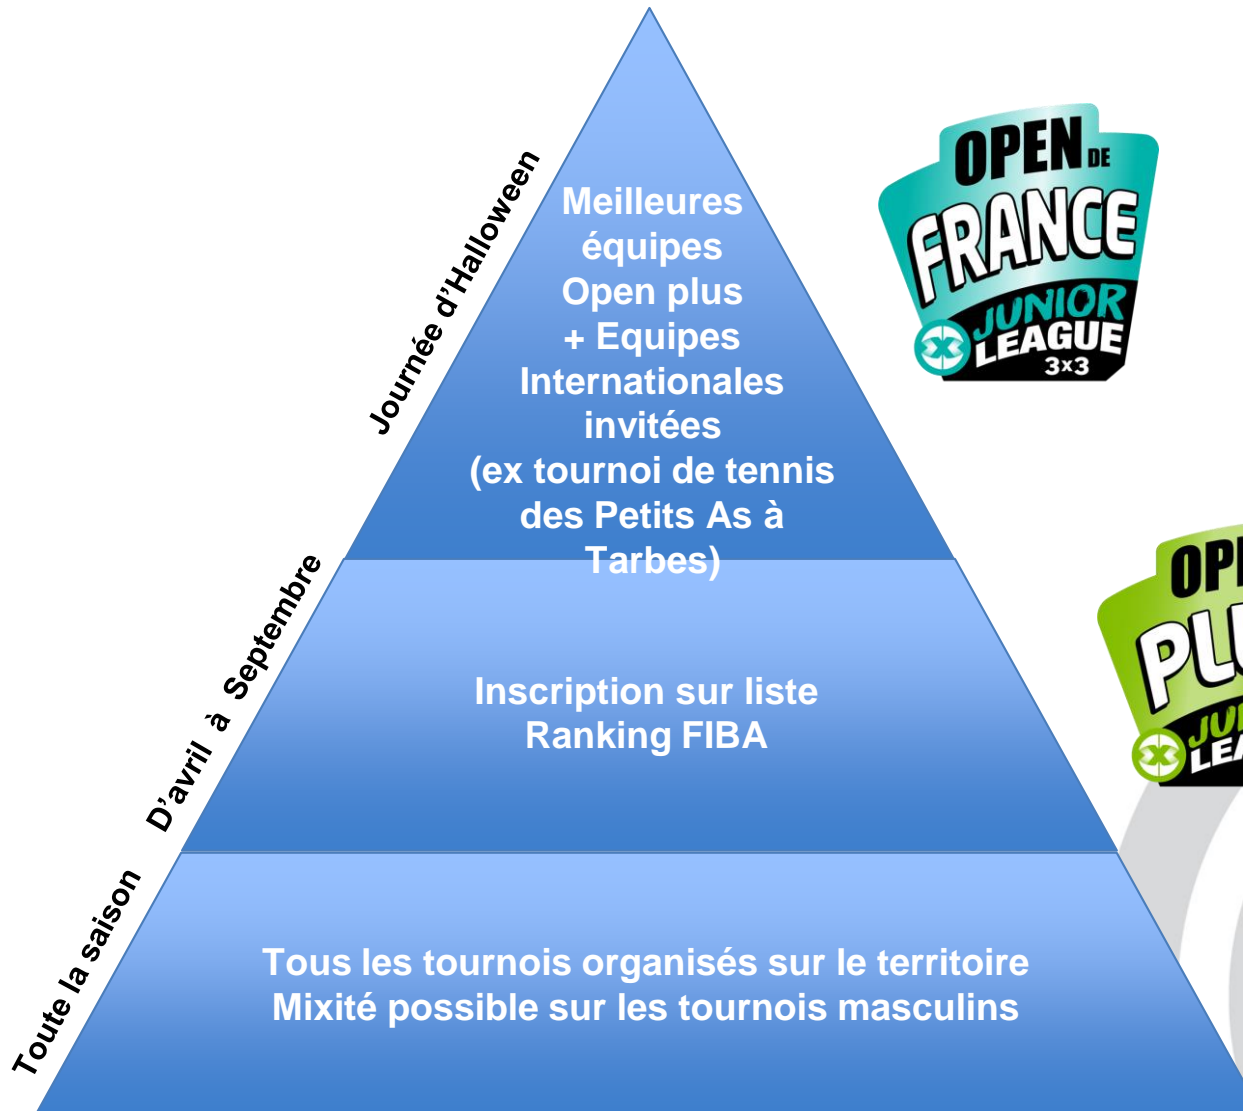 Journée d'Halloween
Meilleures
équipes
Open plus
+ Equipes
Internationales
invitées
(ex tournoi de tennis
des Petits As à
Tarbes)
OPEN DE
FRANCE
JUNIOR
LEAGUE
3x3
D'avril à Septembre
Inscription sur liste
Ranking FIBA
Toute la saison
Tous les tournois organisés sur le territoire
Mixité possible sur les tournois masculins